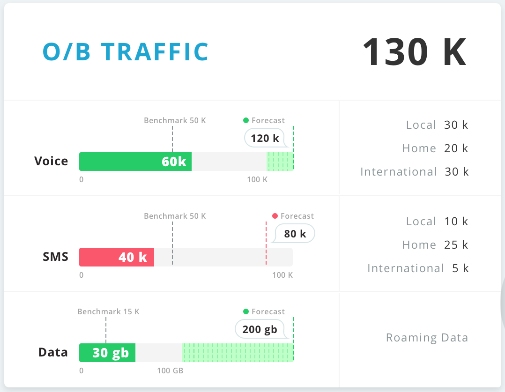 O/B TRAFFIC
130 K
Benchmark 50 K
Forecast
120 k
Voice
60k
0
100 K
Local 30 k
Home 20 k
International 30 k
Benchmark 50 K
Forecast
80 k
SMS
40 k
0
100 K
Local 10 k
Home 25 k
International 5 k
Benchmark 15 K
Forecast
200 gb
Data
30 gb
0
100 GB
Roaming Data